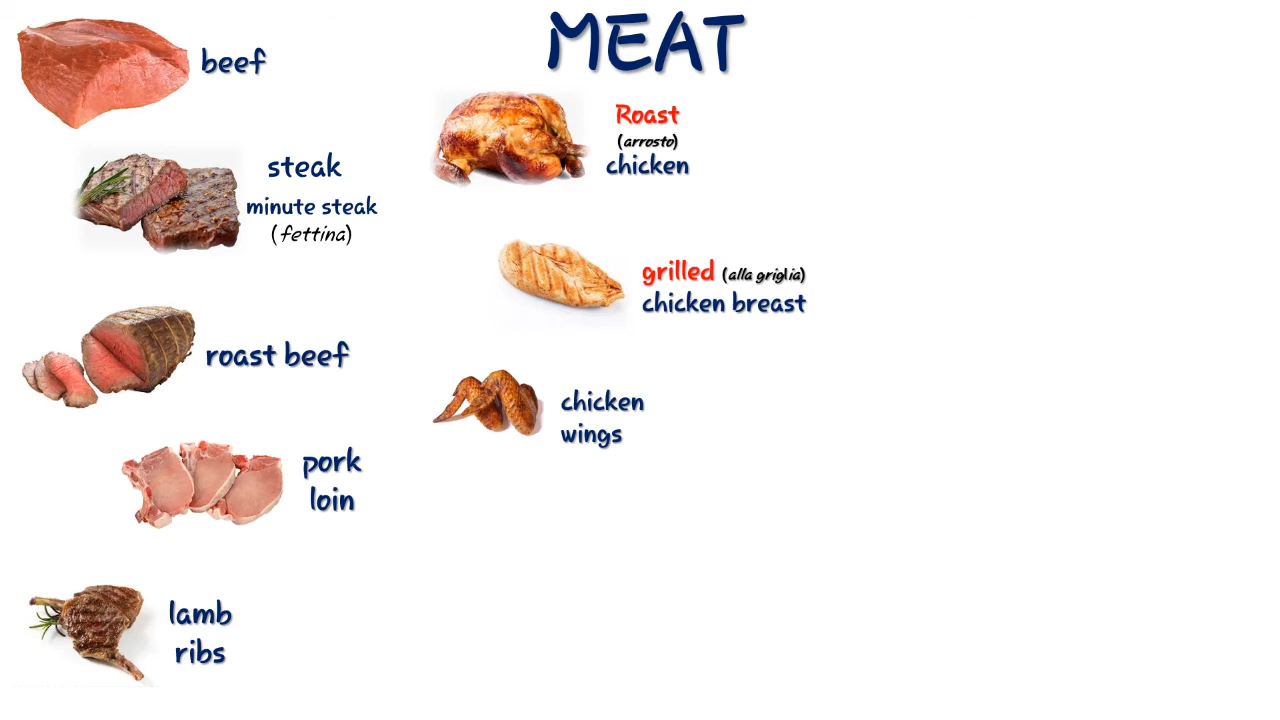 MEAT
beef
steak
minute steak
(fettina)
roast beef
pork
loin
lamb
ribs
Roast
(arrosto)
chicken
grilled (alla griglia)
chicken breast
chicken
wings